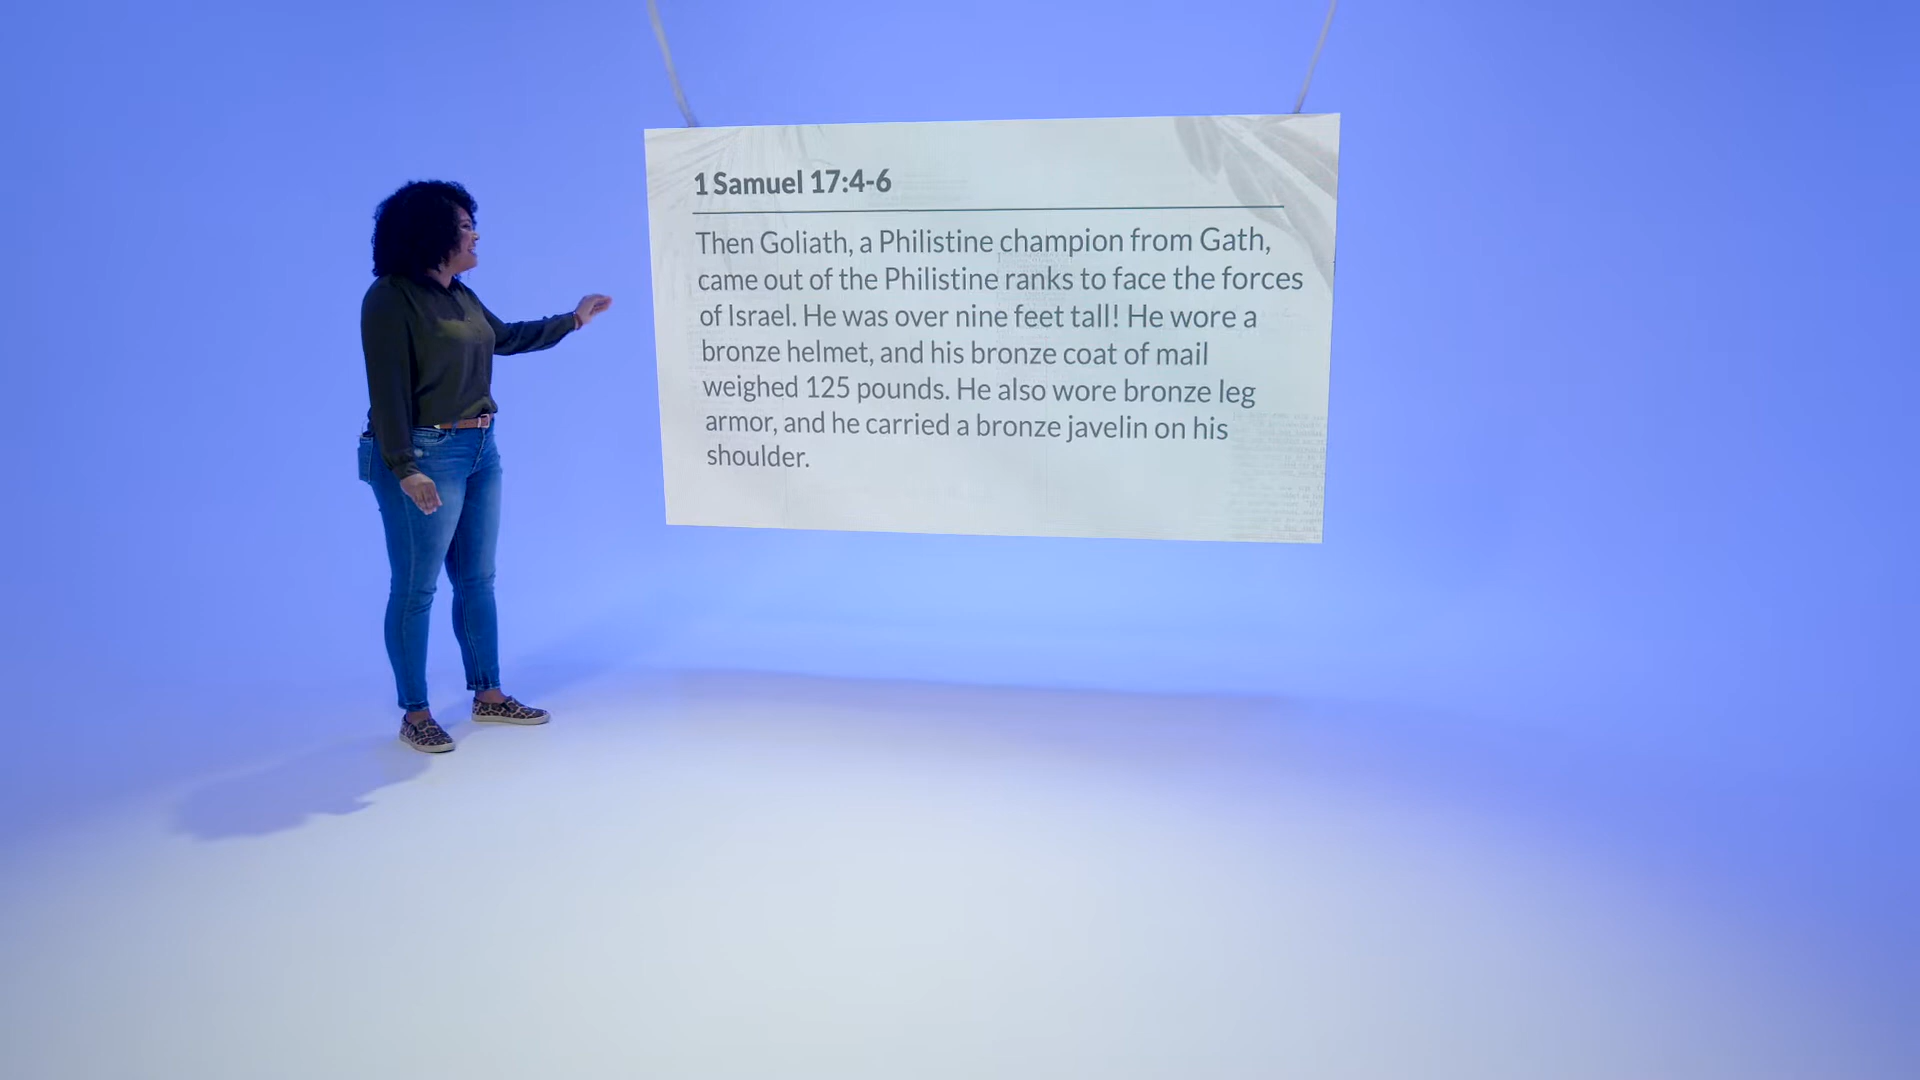 1 Samuel 17:4-6
Then Goliath, a Philistine champion from Gath,
came out of the Philistine ranks to face the forces
of Israel. He was over nine feet tall! He wore a
bronze helmet, and his bronze coat of mail
weighed 125 pounds. He also wore bronze leg
armor, and he carried a bronze javelin on his
shoulder.